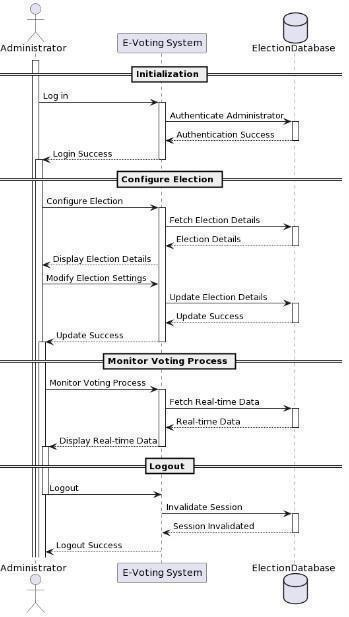 Administrator
E-Voting System
ElectionDatabase
Initialization
Log in
Authenticate Administrator
Authentication Success
Login Success
Configure Election
Configure Election
Fetch Election Details
Election Details
Display Election Details
Modify Election Settings
Update Election Details
Update Success
Update Success
Monitor Voting Process
Monitor Voting Process
Fetch Real-time Data
Real-time Data
Display Real-time Data
Logout
Logout
Invalidate Session
Session Invalidated
Logout Success
Administrator
E-Voting System
ElectionDatabase